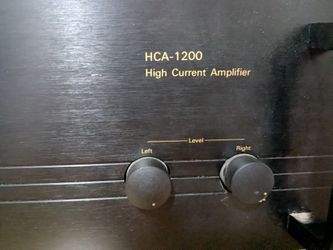 HCA-1200
High Current Amplifier
Level
Left Right